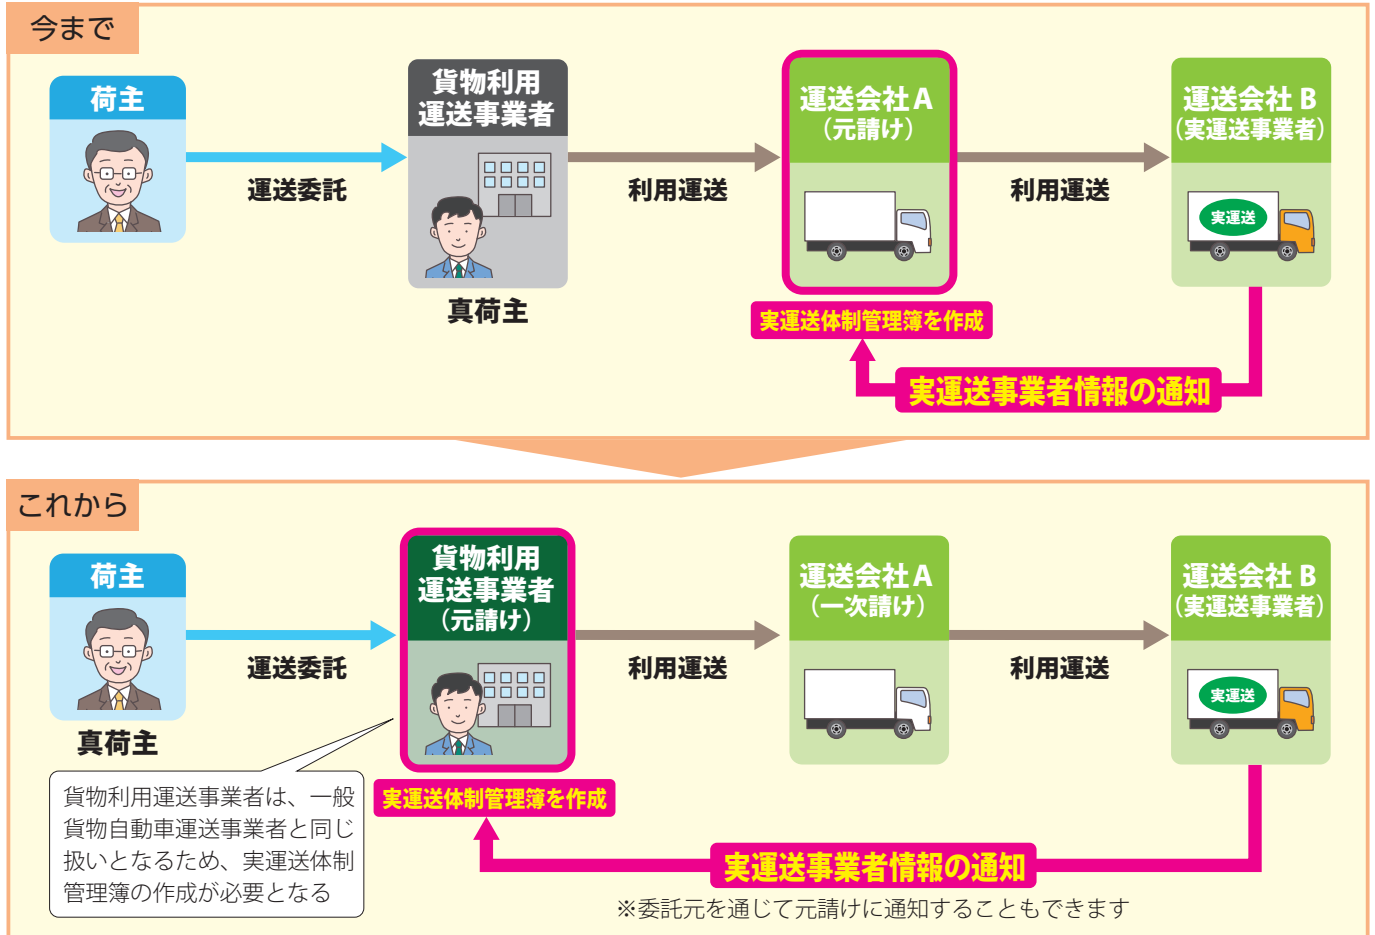 今まで
荷主
運送委託
貨物利用
運送事業者
真荷主
利用運送
運送会社A
（元請け）
実運送体制管理簿を作成
利用運送
運送会社 B
（実運送事業者）
実運送
実運送事業者情報の通知
これから
荷主
真荷主
運送委託
貨物利用
運送事業者
（元請け）
実運送体制管理簿を作成
利用運送
運送会社A
（一次請け）
利用運送
運送会社 B
（実運送事業者）
実運送
貨物利用運送事業者は、一般
貨物自動車運送事業者と同じ
扱いとなるため、実運送体制
管理簿の作成が必要となる
実運送事業者情報の通知
※委託元を通じて元請けに通知することもできます